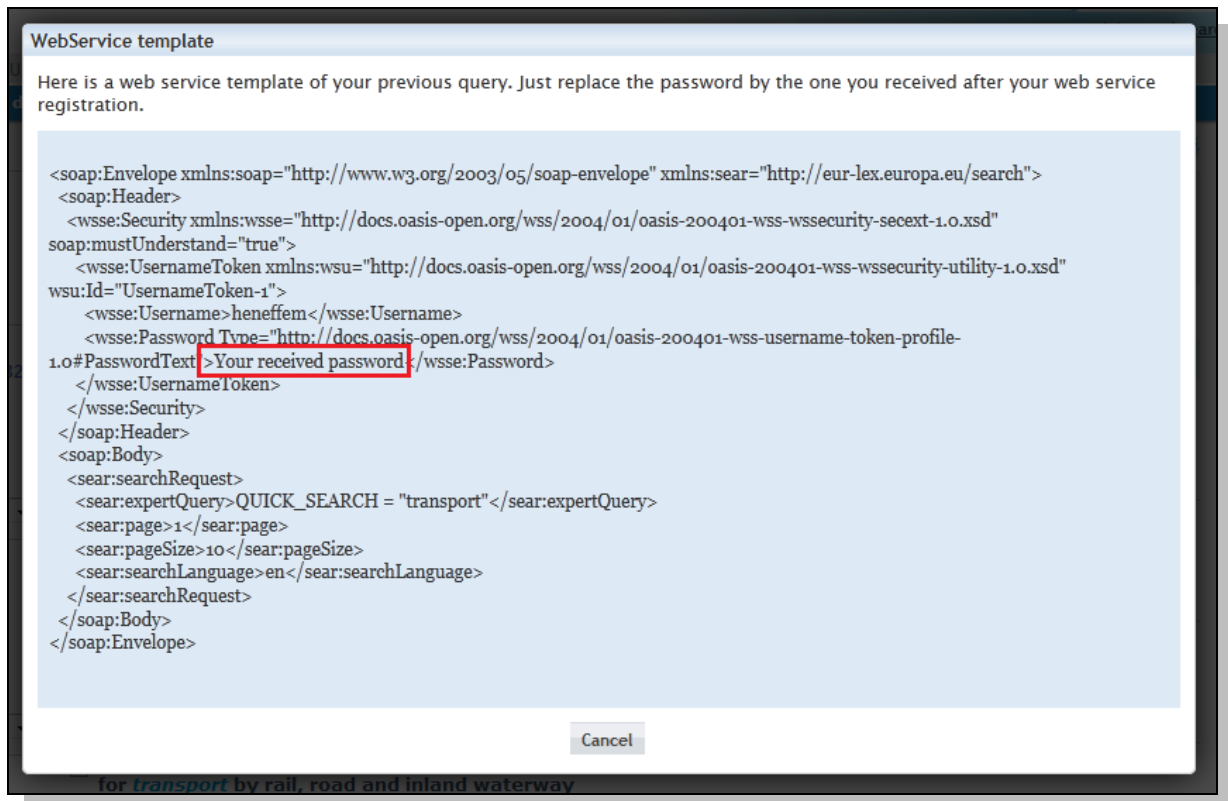 WebService template
Here is a web service template of your previous query. Just replace the password by the one you received after your web service
registration.
<soap:Envelope xmlns:soap="http://www.w3.org/2003/05/soap-envelope" xmlns:sear="http://eur-lex.europa.eu/search">
<soap:Header>
<wsse:Security xmlns:wsse="http://docs.oasis-open.org/wss/2004/01/oasis-200401-wss-wssecurity-secext-1.0.xsd"
soap:mustUnderstand="true">
<wsse:UsernameToken xmlns:wsu="http://docs.oasis-open.org/wss/2004/01/oasis-200401-wss-wssecurity-utility-1.0.xsd"
wsu:Id="UsernameToken-1">
<wsse:Username>heneffem</wsse:Username>
<wsse:Password Type="http://docs.oasis-open.org/wss/2004/01/oasis-200401-wss-username-token-profile-
1.0#PasswordText">Your received password</wsse:Password>
</wsse:UsernameToken>
</wsse:Security>
</soap:Header>
<soap:Body>
<sear:searchRequest>
<sear:expertQuery>QUICK_SEARCH = "transport"</sear:expertQuery>
<sear:page>1</sear:page>
<sear:pageSize>10</sear:pageSize>
<sear:searchLanguage>en</sear:searchLanguage>
</sear:searchRequest>
</soap:Body>
</soap:Envelope>
Cancel
for transport by rail, road and inland waterway